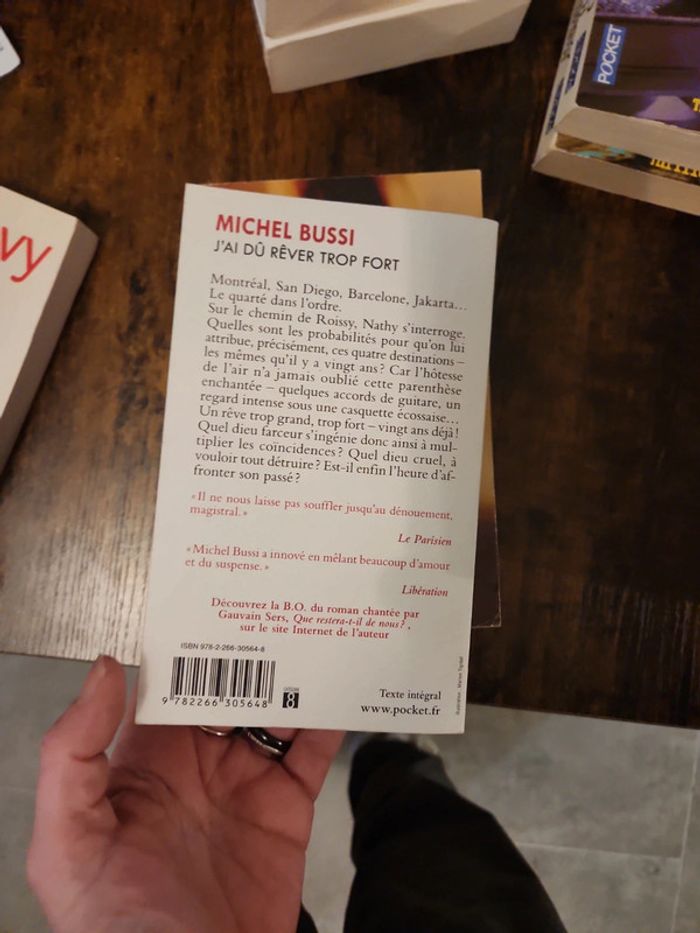 POCKET
vy
MICHEL BUSSI
J'AI DÛ RÊVER TROP FORT
Montréal, San Diego, Barcelone, Jakarta…
Le quarté dans l'ordre.
Sur le chemin de Roissy, Nathy s'interroge.
Quelles sont les probabilités pour qu'on lui
attribue, précisément, ces quatre destinations –
les mêmes qu'il y a vingt ans ? Car l'hôtesse
de l'air n'a jamais oublié cette parenthèse
enchantée – quelques accords de guitare, un
regard intense sous une casquette écossaise…
Un rêve trop grand, trop fort – vingt ans déjà !
Quel dieu farceur s'ingénie donc ainsi à mul-
tiplier les coïncidences ? Quel dieu cruel, à
vouloir tout détruire ? Est-il enfin l'heure d'af-
fronter son passé ?
« Il ne nous laisse pas souffler jusqu'au dénouement,
magistral. »
Le Parisien
« Michel Bussi a innové en mêlant beaucoup d'amour
et du suspense. »
Libération
Découvrez la B.O. du roman chantée par
Gauvain Sers, Que restera-t-il de nous ? ,
sur le site Internet de l'auteur
ISBN 978-2-266-30564-8
9 782266 305648
8
Texte intégral
www.pocket.fr